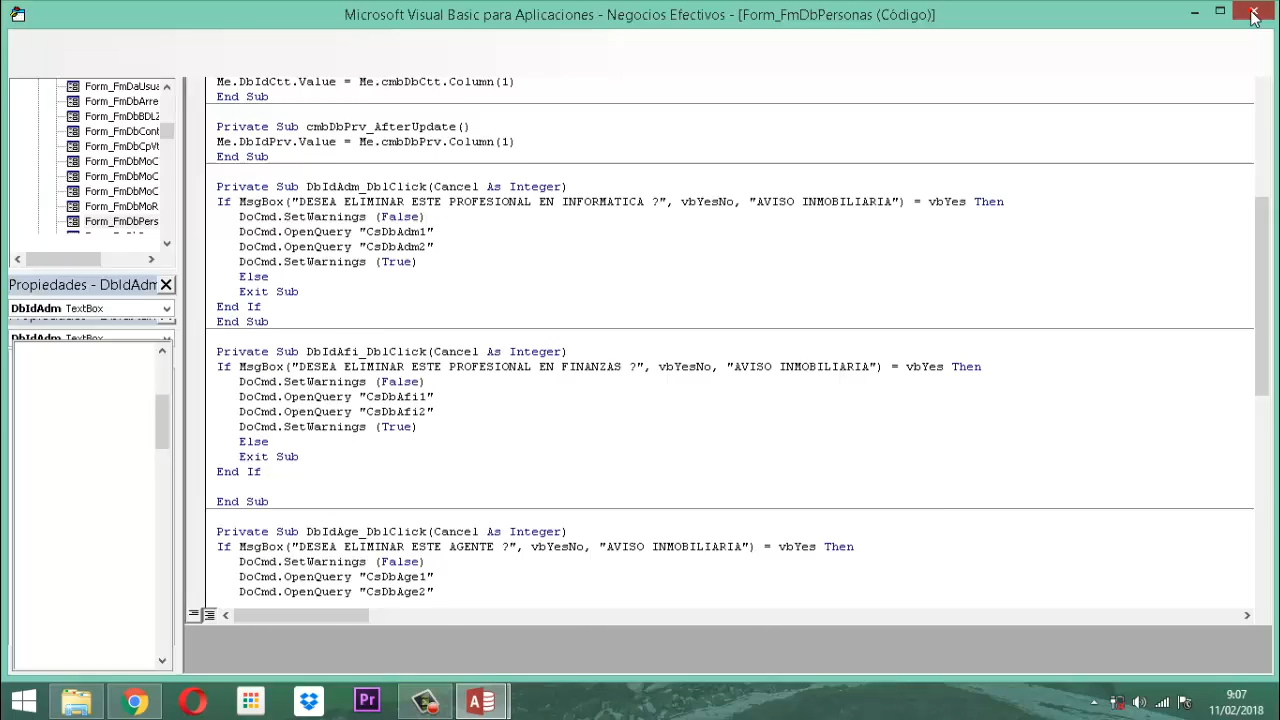 Microsoft Visual Basic para Aplicaciones - Negocios Efectivos - [Form_FmDbPersonas (Código)]
Form_FmDaUsua
Form_FmDbArre
Form_FmDbBDLZ
Form_FmDbCont
Form_FmDbCpVt
Form_FmDbMoC
Form_FmDbMoC
Form_FmDbMoC
Form_FmDbMoR
Form_FmDbPers
Propiedades - DbIdAdm
DbIdAdm TextBox
DbIdAdm TextBox
Me.DbIdCtt.Value = Me.cmbDbCtt.Column(1)
End Sub
Private Sub cmbDbPrv_AfterUpdate()
Me.DbIdPrv.Value = Me.cmbDbPrv.Column(1)
End Sub
Private Sub DbIdAdm_DblClick(Cancel As Integer)
If MsgBox("DESEA ELIMINAR ESTE PROFESIONAL EN INFORMATICA ?", vbYesNo, "AVISO INMOBILIARIA") = vbYes Then
DoCmd.SetWarnings (False)
DoCmd.OpenQuery "CsDbAdm1"
DoCmd.OpenQuery "CsDbAdm2"
DoCmd.SetWarnings (True)
Else
Exit Sub
End If
End Sub
Private Sub DbIdAfi_DblClick(Cancel As Integer)
If MsgBox("DESEA ELIMINAR ESTE PROFESIONAL EN FINANZAS ?", vbYesNo, "AVISO INMOBILIARIA") = vbYes Then
DoCmd.SetWarnings (False)
DoCmd.OpenQuery "CsDbAfi1"
DoCmd.OpenQuery "CsDbAfi2"
DoCmd.SetWarnings (True)
Else
Exit Sub
End If
End Sub
Private Sub DbIdAge_DblClick(Cancel As Integer)
If MsgBox("DESEA ELIMINAR ESTE AGENTE ?", vbYesNo, "AVISO INMOBILIARIA") = vbYes Then
DoCmd.SetWarnings (False)
DoCmd.OpenQuery "CsDbAge1"
DoCmd.OpenQuery "CsDbAge2"
Pr
9:07
11/02/2018